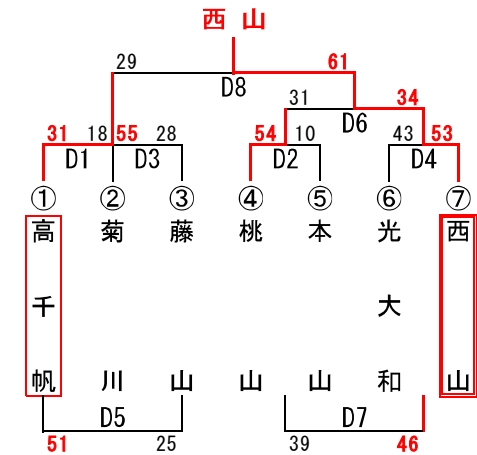 西 山
29 61
D8
31 34
D6
31 18 55 28 54 10 43 53
D1 D3 D2 D4
① ② ③ ④ ⑤ ⑥ ⑦
高千帆
菊川
藤山
桃山
本山
光大和
西山
D5 D7
51 25 39 46